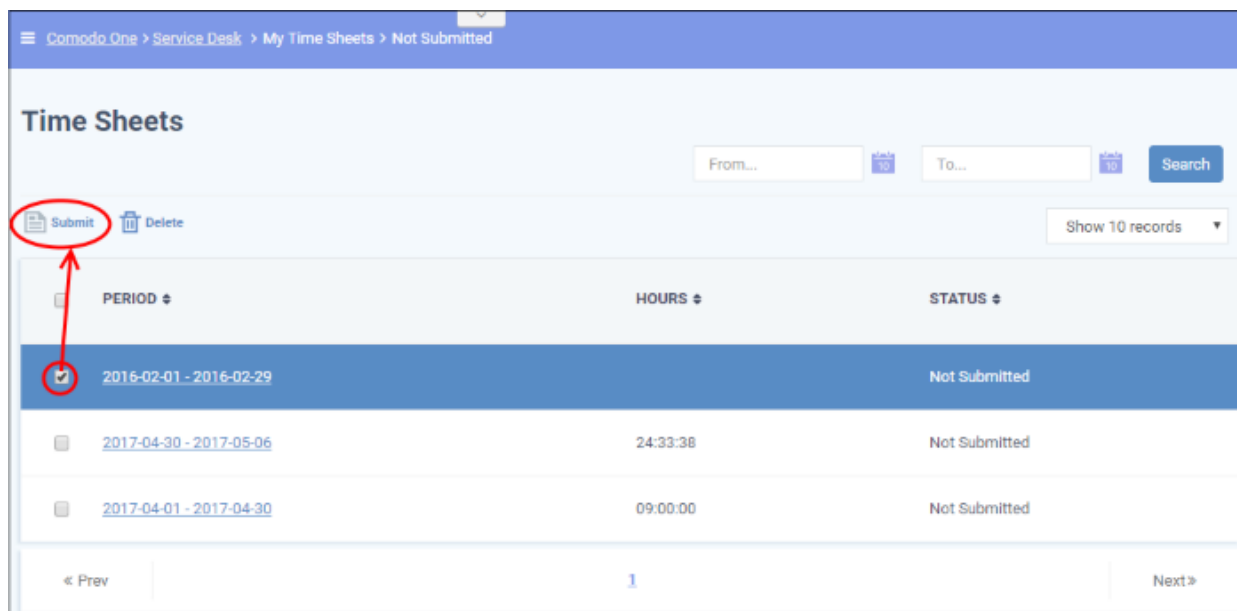 Comodo One > Service Desk > My Time Sheets > Not Submitted
Time Sheets
From... 10 To... 10 Search
Submit Delete Show 10 records
PERIOD HOURS STATUS
2016-02-01 - 2016-02-29 Not Submitted
2017-04-30 - 2017-05-06 24:33:38 Not Submitted
2017-04-01 - 2017-04-30 09:00:00 Not Submitted
« Prev 1 Next »